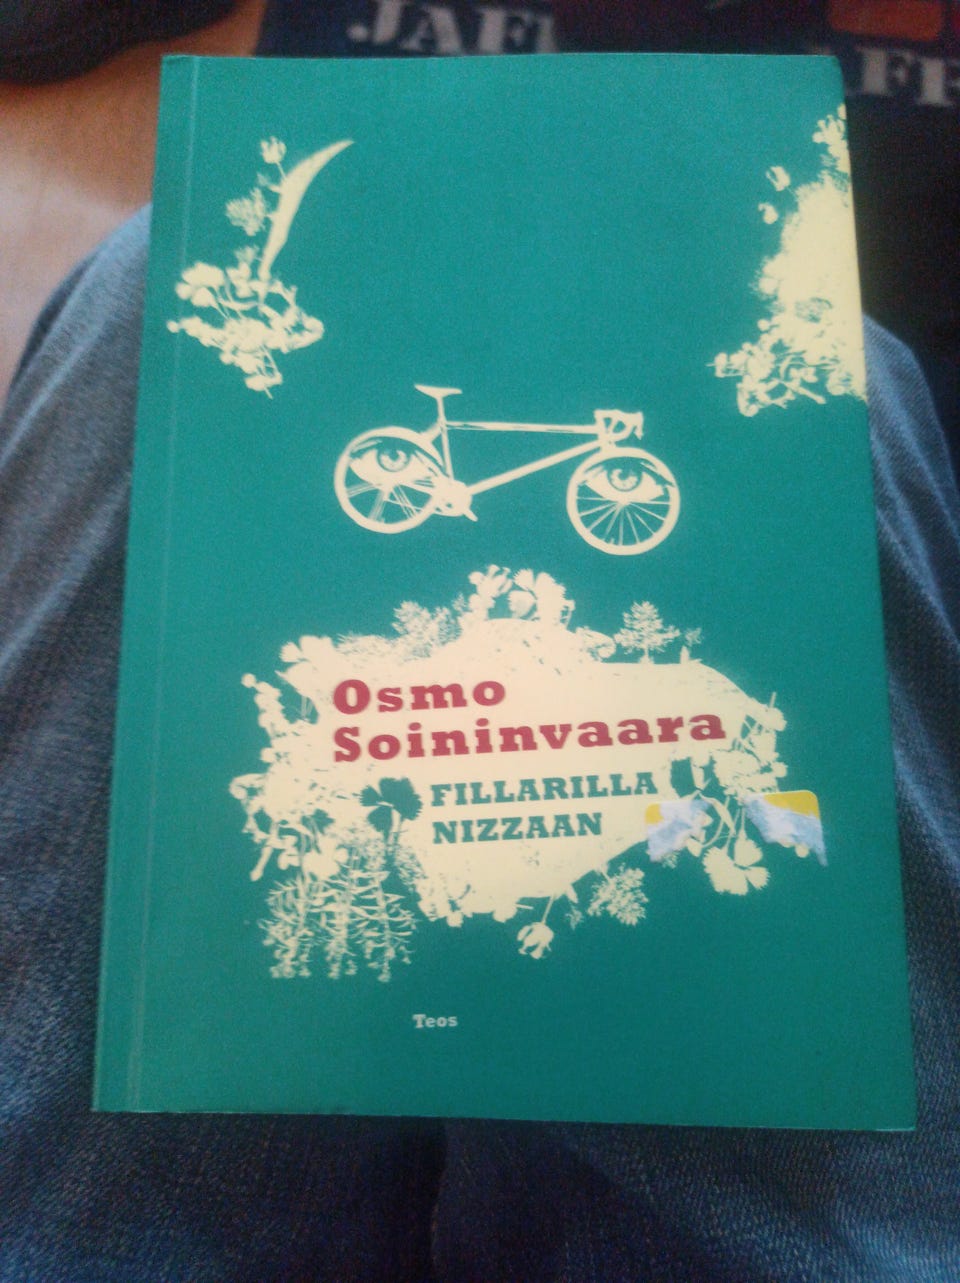 Osmo
Soininvaara
FILLARILLA
NIZZAAN
Teos